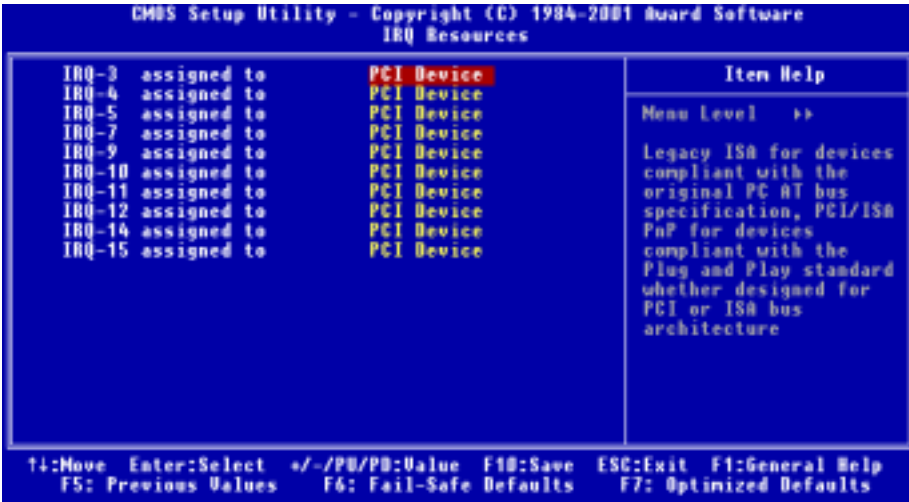 CMOS Setup Utility - Copyright (C) 1984-2001 Award Software
IRQ Resources
IRQ-3 assigned to PCI Device
IRQ-4 assigned to PCI Device
IRQ-5 assigned to PCI Device
IRQ-7 assigned to PCI Device
IRQ-9 assigned to PCI Device
IRQ-10 assigned to PCI Device
IRQ-11 assigned to PCI Device
IRQ-12 assigned to PCI Device
IRQ-14 assigned to PCI Device
IRQ-15 assigned to PCI Device
Item Help
Menu Level ►►
Legacy ISA for devices
compliant with the
original PC AT bus
specification, PCI/ISA
PnP for devices
compliant with the
Plug and Play standard
whether designed for
PCI or ISA bus
architecture
↑↓:Move Enter:Select +/-/PU/PD:Value F10:Save ESC:Exit F1:General Help
F5: Previous Values F6: Fail-Safe Defaults F7: Optimized Defaults